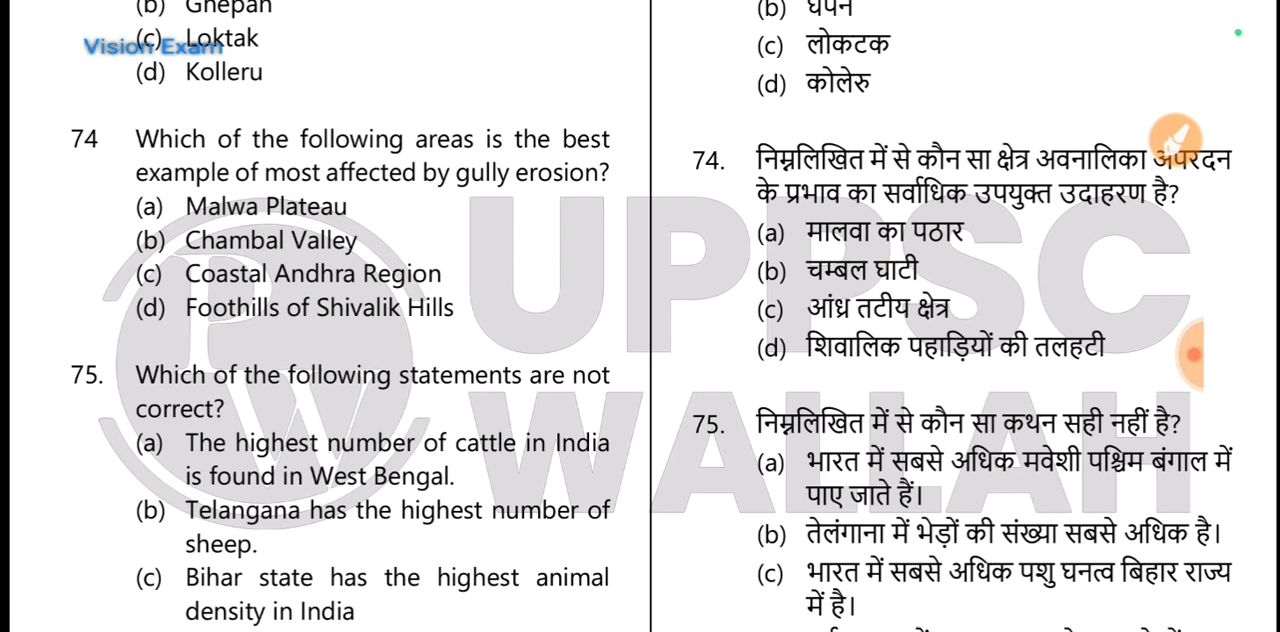 (b) Ghepan
Vision Exam
(c) Loktak
(d) Kolleru
74 Which of the following areas is the best
example of most affected by gully erosion?
(a) Malwa Plateau
(b) Chambal Valley
(c) Coastal Andhra Region
(d) Foothills of Shivalik Hills
75. Which of the following statements are not
correct?
(a) The highest number of cattle in India
is found in West Bengal.
(b) Telangana has the highest number of
sheep.
(c) Bihar state has the highest animal
density in India
(b) घेपन
(c) लोकटक
(d) कोलेरु
74. निम्नलिखित में से कौन सा क्षेत्र अवनालिका अपरदन
के प्रभाव का सर्वाधिक उपयुक्त उदाहरण है?
(a) मालवा का पठार
(b) चम्बल घाटी
(c) आंध्र तटीय क्षेत्र
(d) शिवालिक पहाड़ियों की तलहटी
75. निम्नलिखित में से कौन सा कथन सही नहीं है?
(a) भारत में सबसे अधिक मवेशी पश्चिम बंगाल में
पाए जाते हैं।
(b) तेलंगाना में भेड़ों की संख्या सबसे अधिक है।
(c) भारत में सबसे अधिक पशु घनत्व बिहार राज्य
में है।
UPPSC
WALLAH